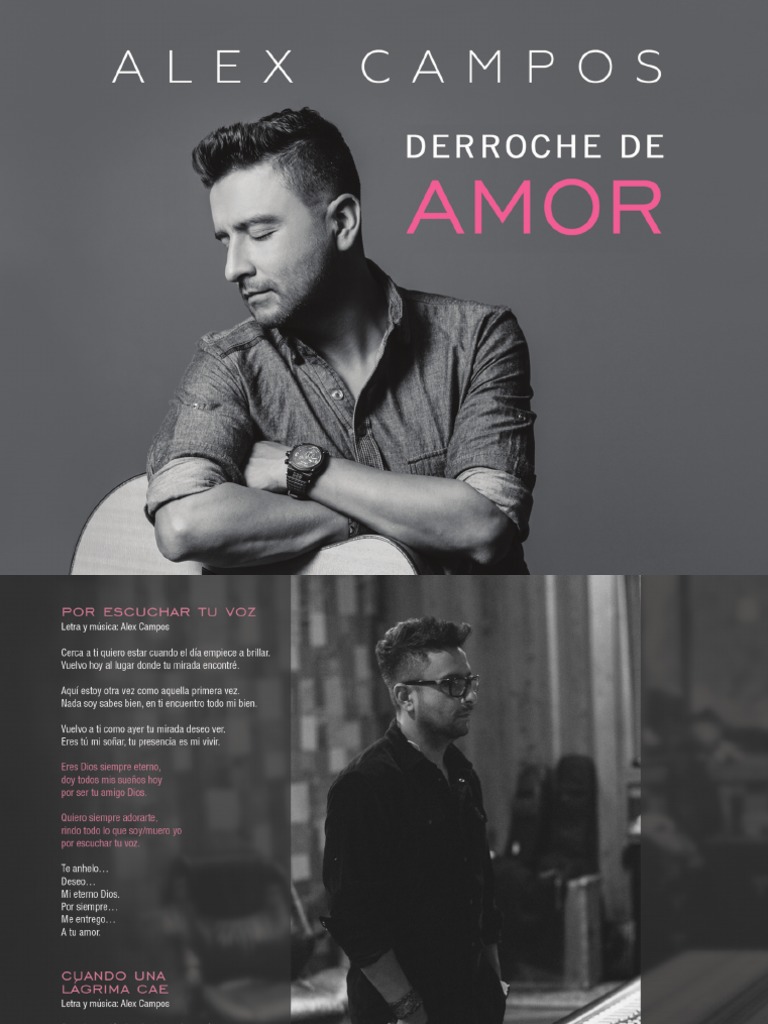 ALEX CAMPOS
DERROCHE DE
AMOR
POR ESCUCHAR TU VOZ
Letra y música: Alex Campos
Cerca a ti quiero estar cuando el día empiece a brillar.
Vuelvo hoy al lugar donde tu mirada encontré.
Aquí estoy otra vez como aquella primera vez.
Nada soy sabes bien, en ti encuentro todo mi bien.
Vuelvo a ti como ayer tu mirada deseo ver.
Eres tú mi soñar, tu presencia es mi vivir.
Eres Dios siempre eterno,
doy todos mis sueños hoy
por ser tu amigo Dios.
Quiero siempre adorarte,
rindo todo lo que soy/muero yo
por escuchar tu voz.
Te anhelo…
Deseo…
Mi eterno Dios.
Por siempre…
Me entrego…
A tu amor.
CUANDO UNA
LÁGRIMA CAE
Letra y música: Alex Campos